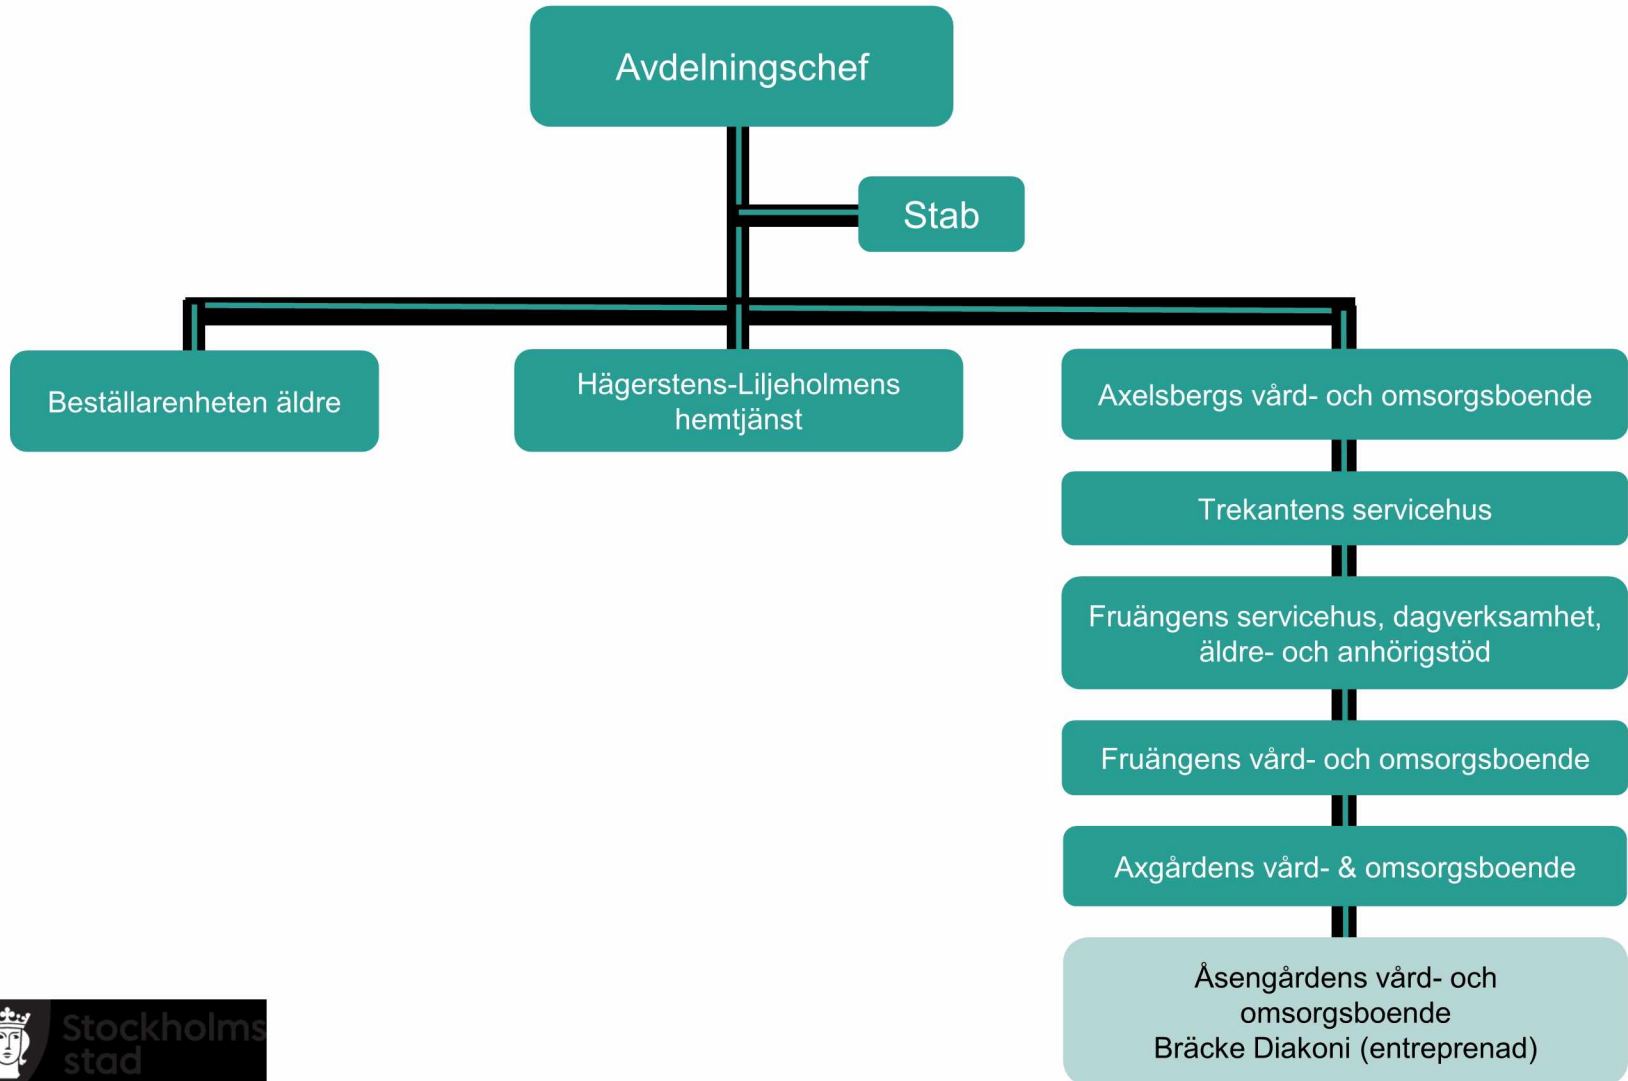 Avdelningschef
Stab
Beställarenheten äldre
Hägerstens-Liljeholmens
hemtjänst
Axelsbergs vård- och omsorgsboende
Trekantens servicehus
Fruängens servicehus, dagverksamhet,
äldre- och anhörigstöd
Fruängens vård- och omsorgsboende
Axgårdens vård- & omsorgsboende
Åsengårdens vård- och
omsorgsboende
Bräcke Diakoni (entreprenad)
Stockholms
stad